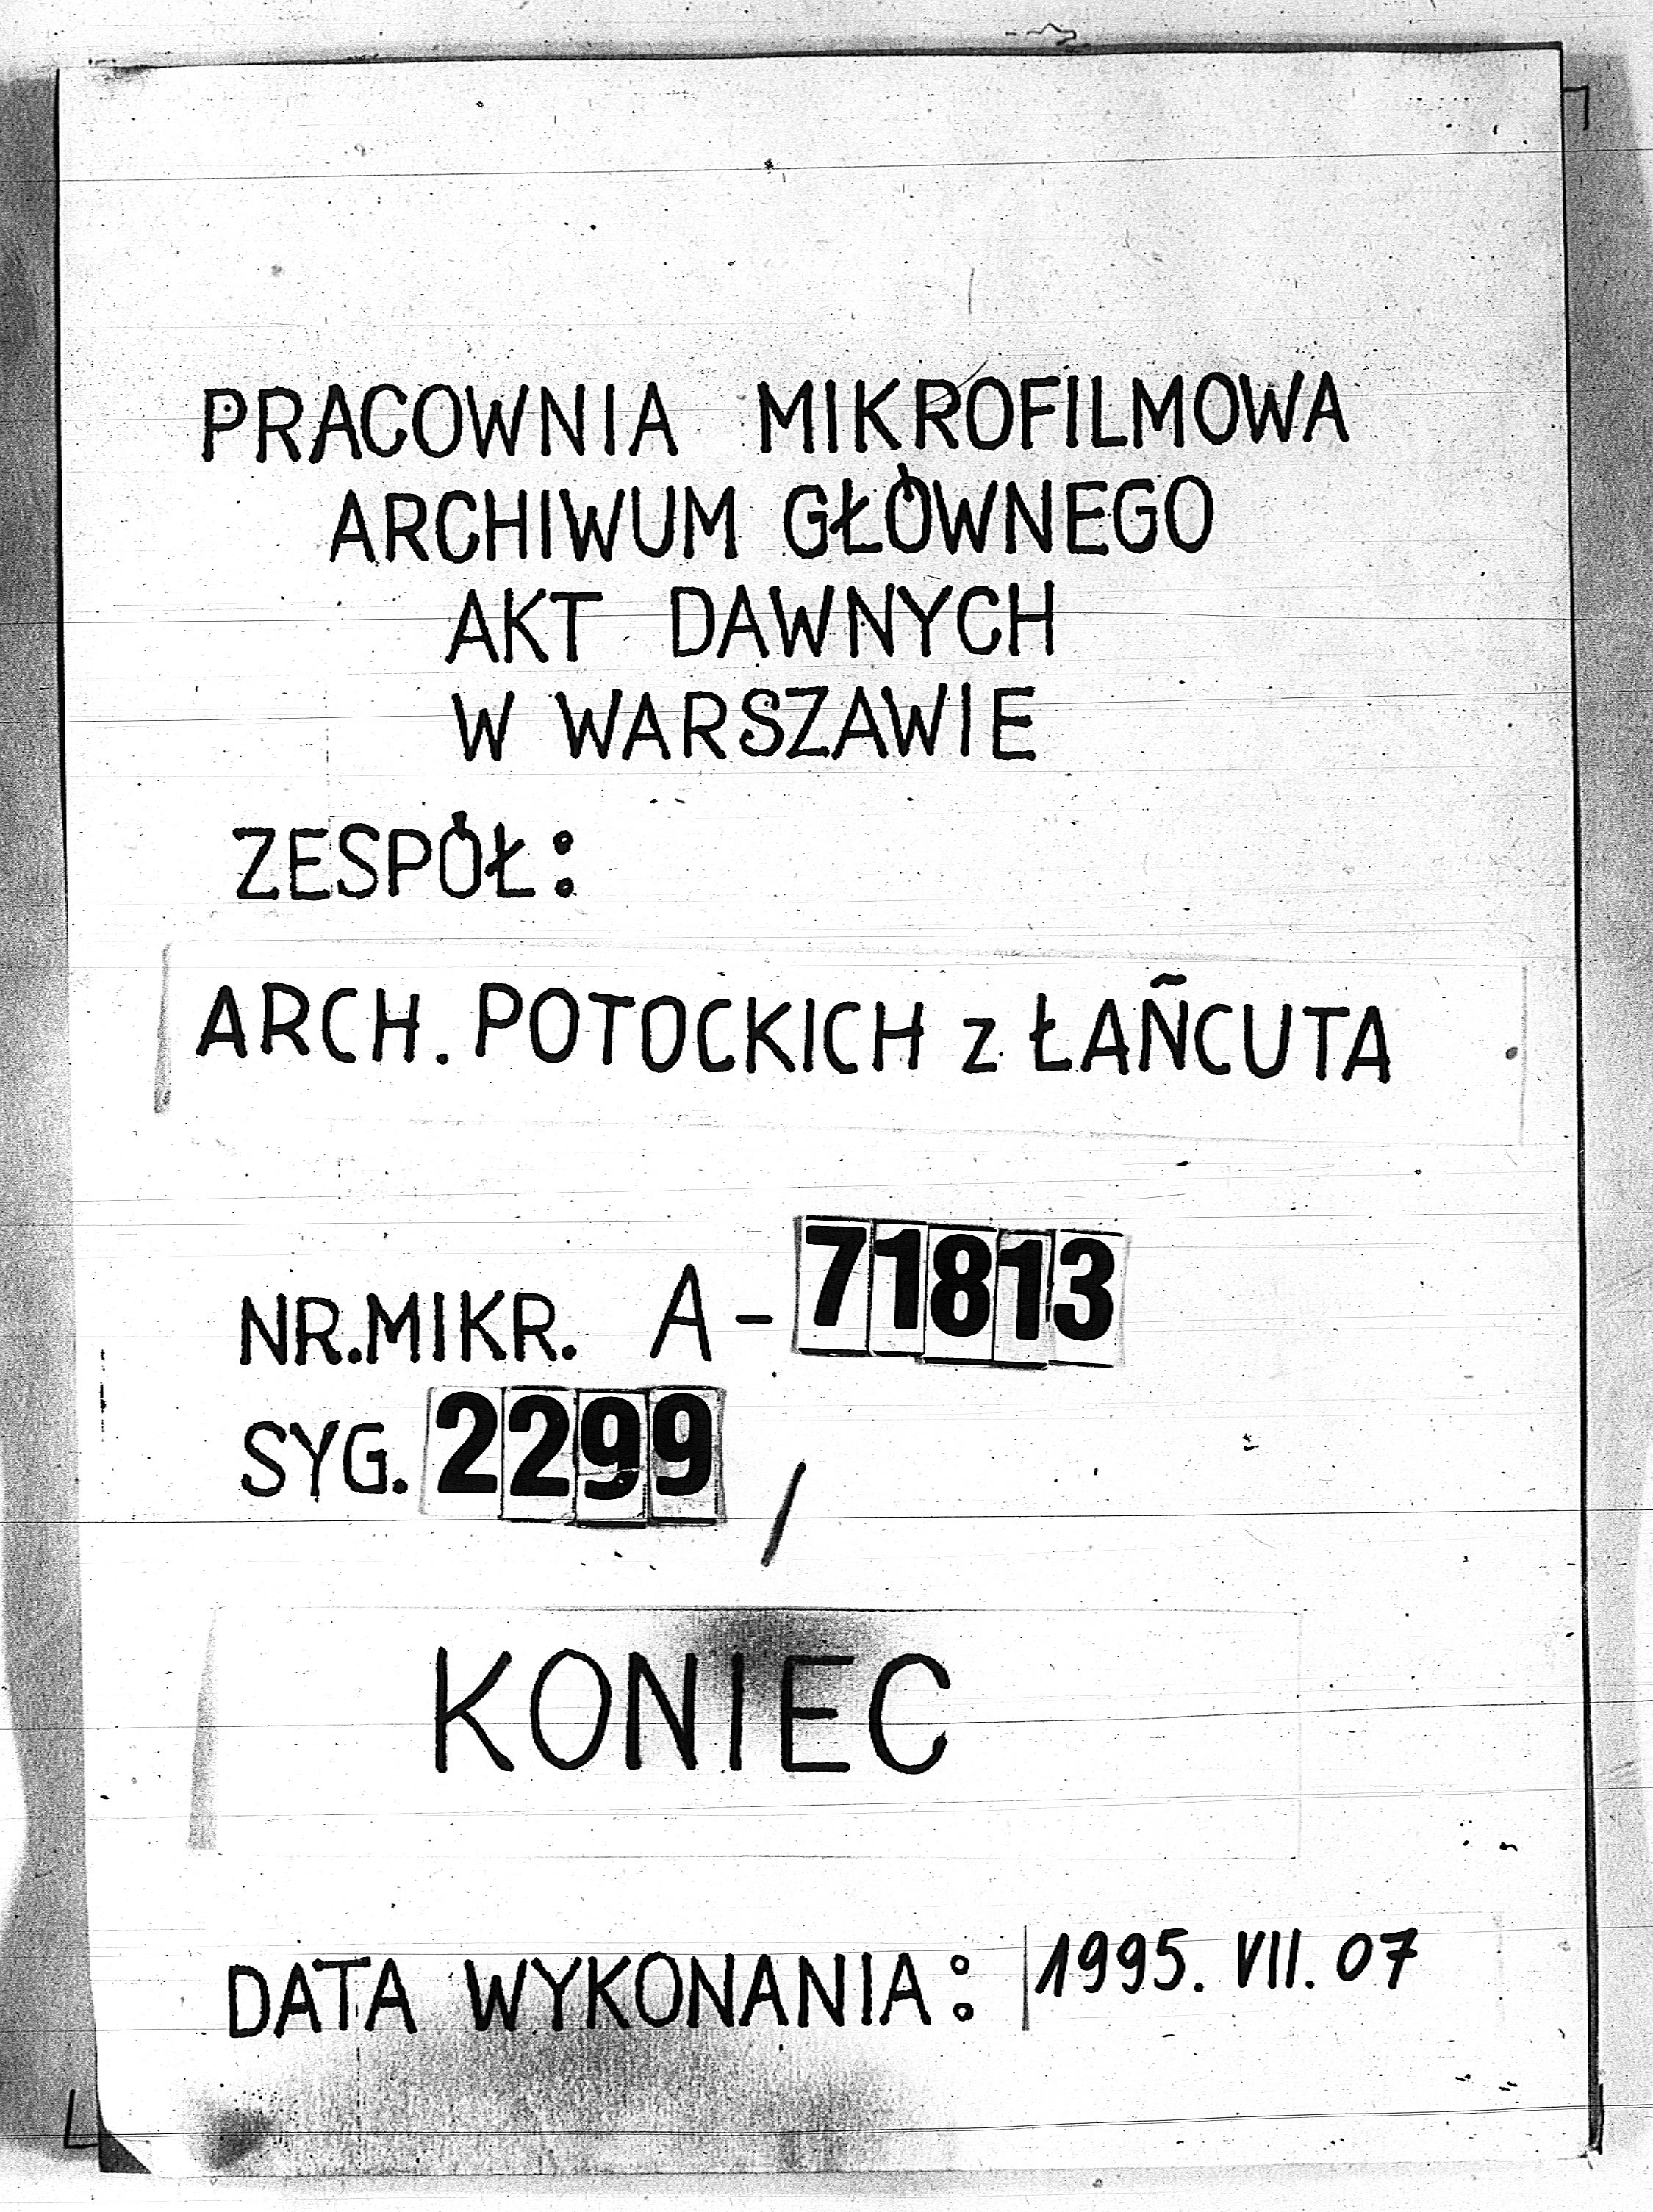 PRACOWNIA MIKROFILMOWA
ARCHIWUM GŁÓWNEGO
AKT DAWNYCH
W WARSZAWIE
ZESPÓŁ:
ARCH. POTOCKICH z ŁAŃCUTA
NR.MIKR. A-71813
SYG. 2299 /
KONIEC
DATA WYKONANIA: 1995. VII. 07